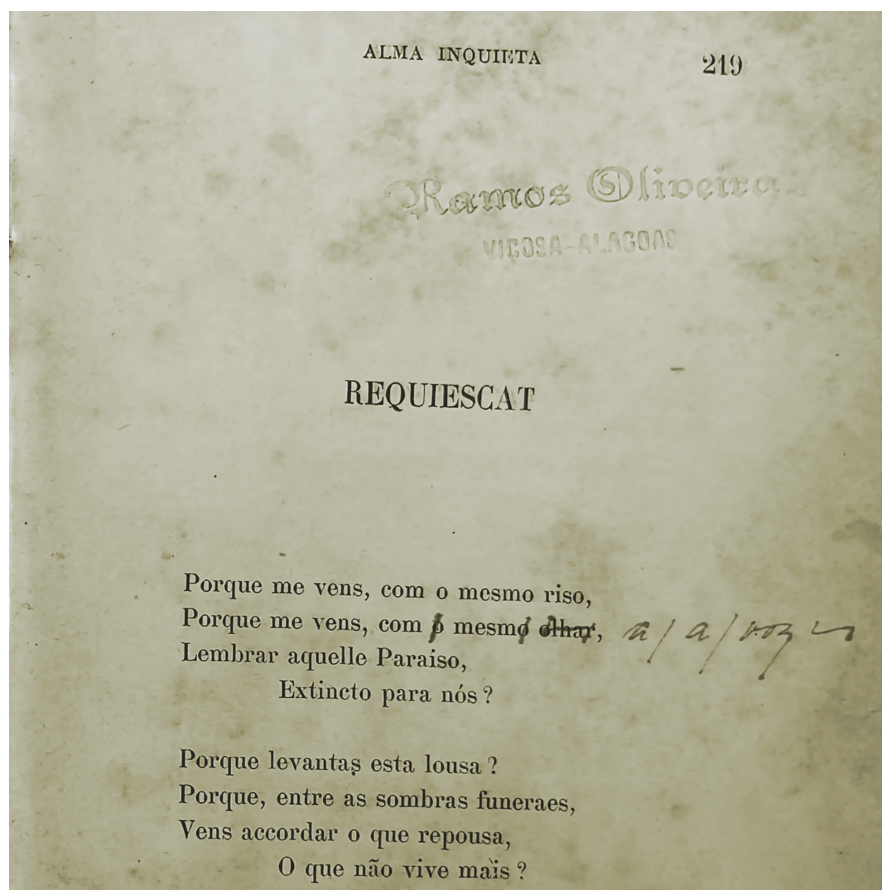 ALMA INQUIETA 219
Ramos Oliveira
VIÇOSA-ALAGOAS
REQUIESCAT
Porque me vens, com o mesmo riso,
Porque me vens, com o mesmo olhar, a / a / voz
Lembrar aquelle Paraiso,
Extincto para nós ?
Porque levantas esta lousa ?
Porque, entre as sombras funeraes,
Vens accordar o que repousa,
O que não vive mais ?